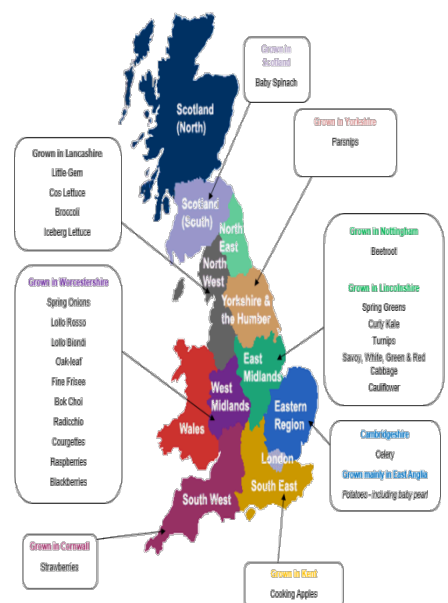 Grown in
Scotland
Baby Spinach
Scotland
(North)
Grown in Yorkshire
Parsnips
Grown in Lancashire
Little Gem
Cos Lettuce
Broccoli
Iceberg Lettuce
Scotland
(South)
North
East
North
West
Yorkshire &
the Humber
Grown in Nottingham
Beetroot
Grown in Lincolnshire
Spring Greens
Curly Kale
Turnips
Savoy, White, Green & Red
Cabbage
Cauliflower
Grown in Worcestershire
Spring Onions
Lollo Rosso
Lollo Biondi
Oak-leaf
Fine Frisee
Bok Choi
Radicchio
Courgettes
Raspberries
Blackberries
East
Midlands
West
Midlands
Wales
Eastern
Region
London
South East
South West
Cambridgeshire
Celery
Grown mainly in East Anglia
Potatoes - including baby pearl
Grown in Cornwall
Strawberries
Grown in Kent
Cooking Apples